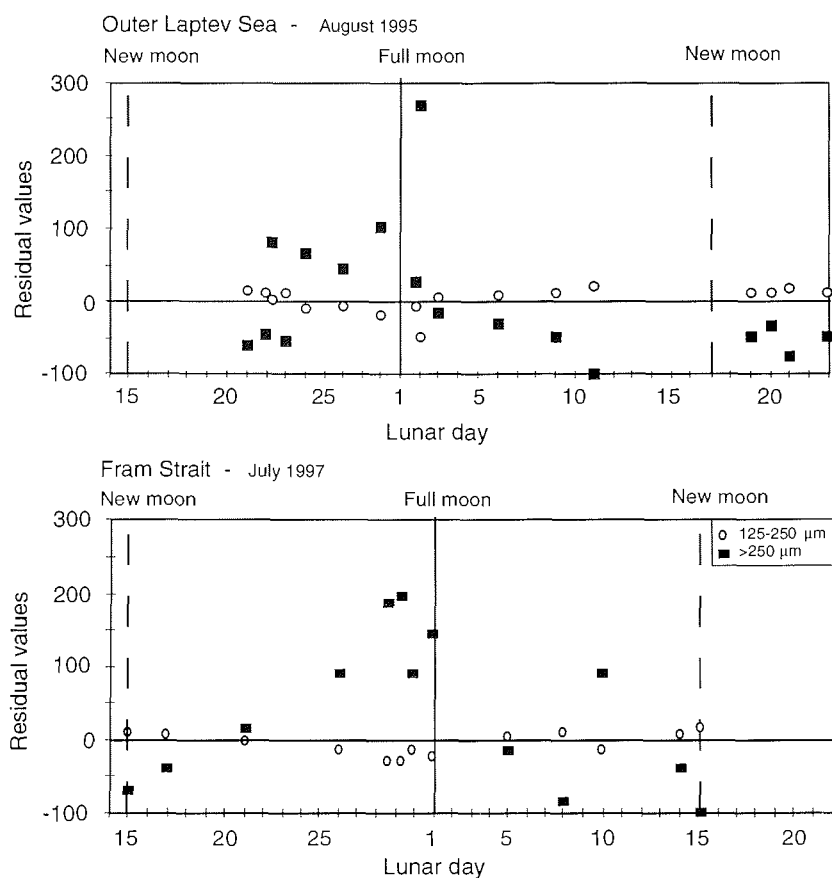 Outer Laptev Sea - August 1995
New moon Full moon New moon
300
200
100
0
-100
Residual values
15 20 25 1 5 10 15 20
Lunar day
Fram Strait - July 1997
New moon Full moon New moon
300
200
100
0
-100
Residual values
125-250 µm
>250 µm
15 20 25 1 5 10 15 20
Lunar day